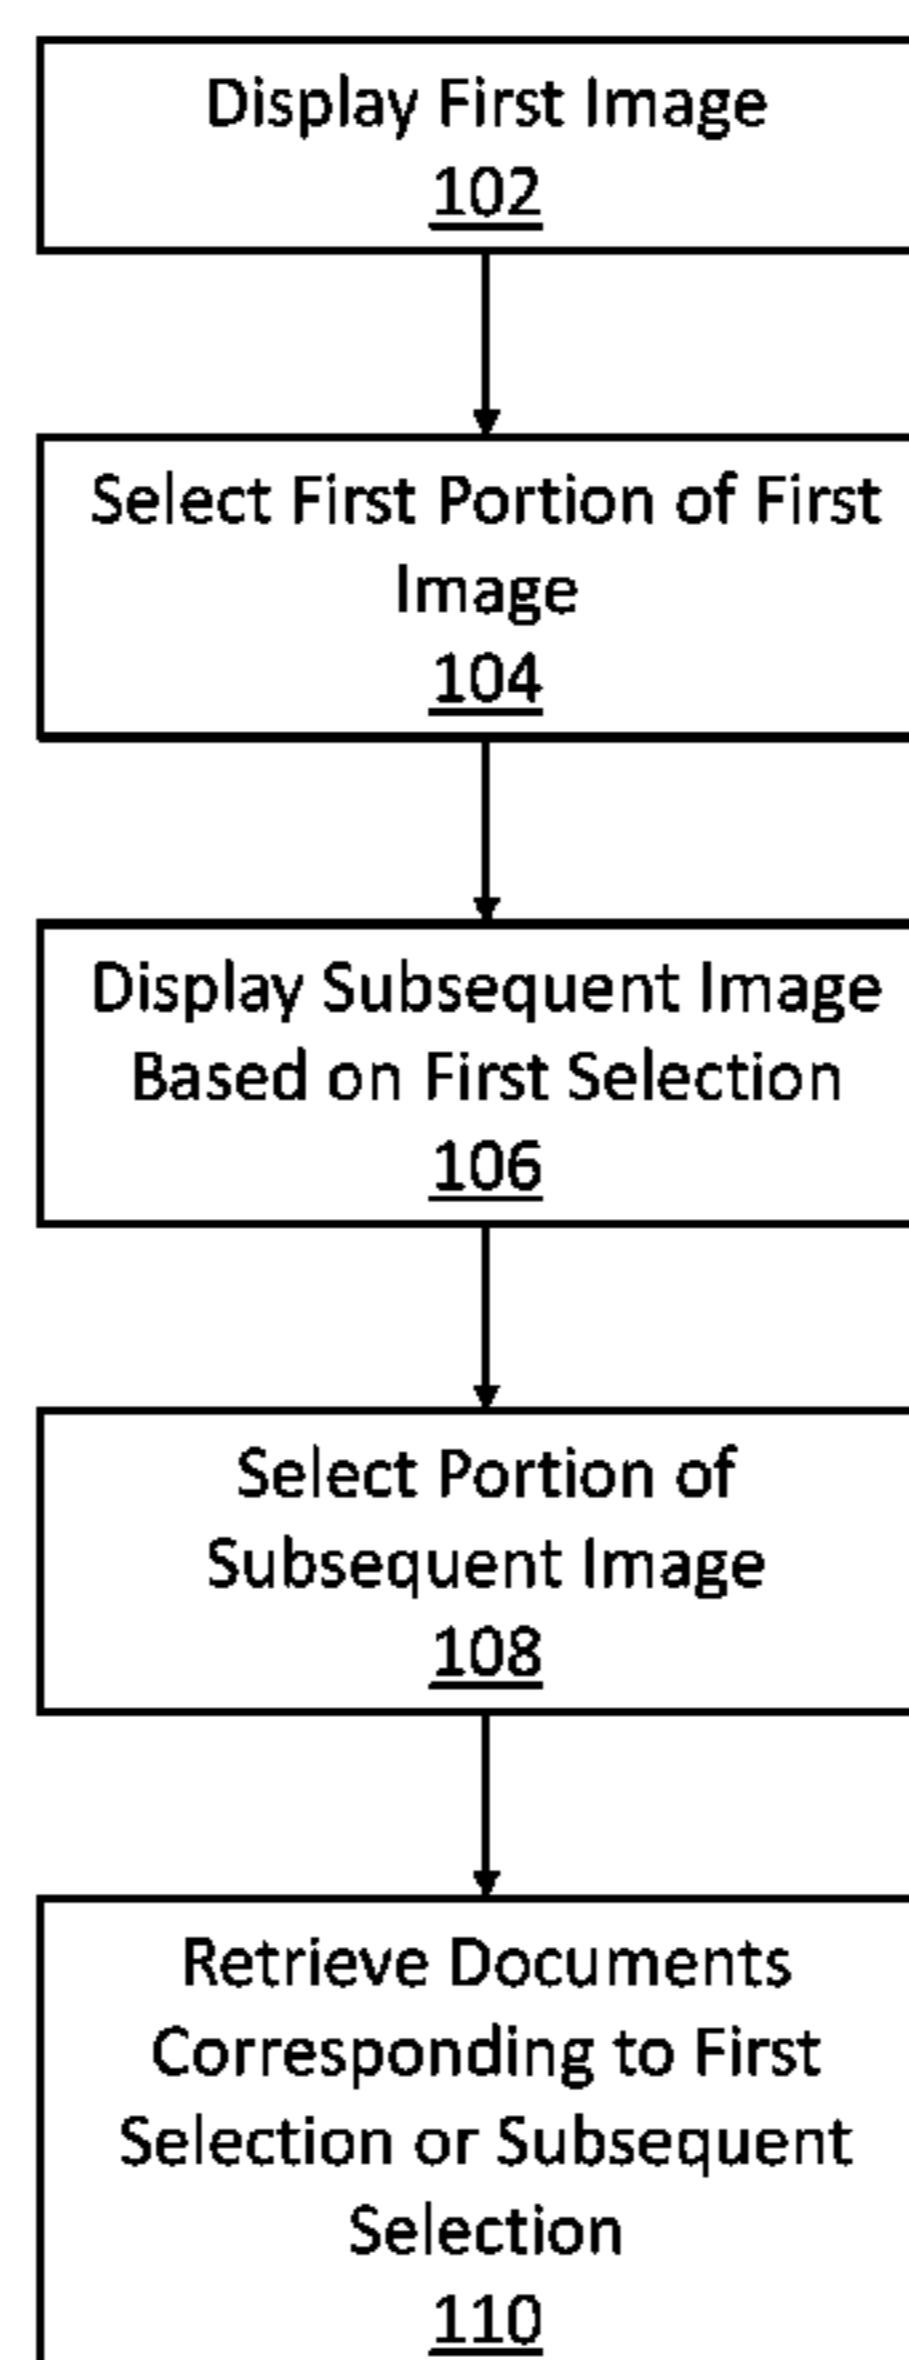 Display First Image
102
Select First Portion of First
Image
104
Display Subsequent Image
Based on First Selection
106
Select Portion of
Subsequent Image
108
Retrieve Documents
Corresponding to First
Selection or Subsequent
Selection
110